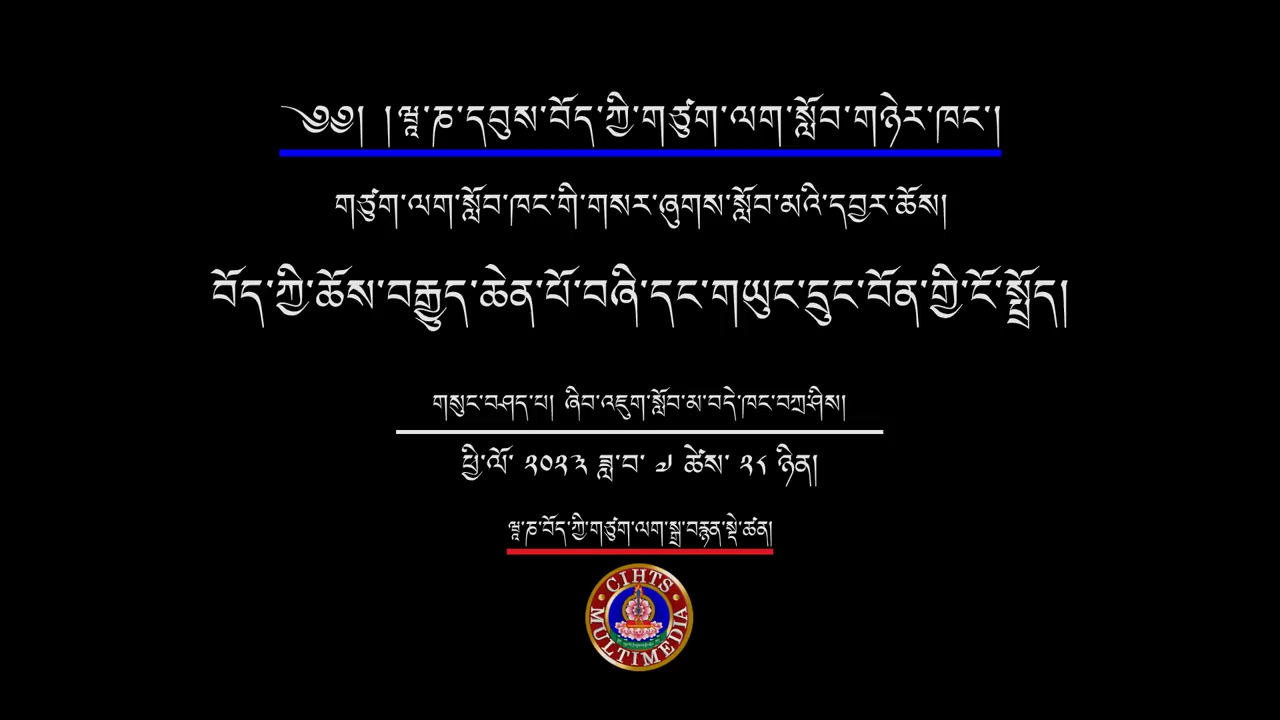 ༄༅། །ཝཱ་ཎ་དབུས་བོད་ཀྱི་གཙུག་ལག་སློབ་གཉེར་ཁང་།
གཙུག་ལག་སློབ་ཁང་གི་གསར་ཞུགས་སློབ་མའི་དབྱར་ཆོས།
བོད་ཀྱི་ཆོས་བརྒྱུད་ཆེན་པོ་བཞི་དང་གཡུང་དྲུང་བོན་གྱི་ངོ་སྤྲོད།
གསུང་བཤད་པ། ཞིབ་འཇུག་སློབ་མ་བདེ་ཁང་བཀྲ་ཤིས།
ཕྱི་ལོ་ ༢༠༢༣ ཟླ་བ་ ༧ ཚེས་ ༢༨ ཉིན།
ཝཱ་ཎ་བོད་ཀྱི་གཙུག་ལག་སྒྲ་བརྙན་སྡེ་ཚན།
CIHTS
MULTIMEDIA